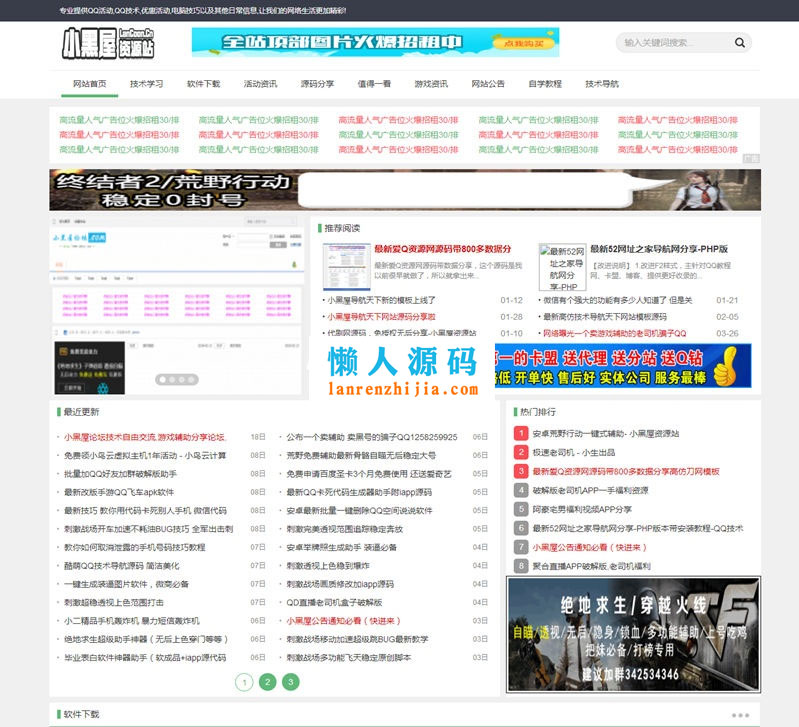 专业提供QQ活动,QQ技术,优惠活动,电脑技巧以及其他日常信息,让我们的网络生活更加精彩!
小黑屋 LanCoon.Cn 资源站
全站顶部图片火爆招租中 点我购买
输入关键词搜索...
网站首页 技术学习 软件下载 活动资讯 源码分享 值得一看 游戏资讯 网站公告 自学教程 技术导航
高流量人气广告位火爆招租30/排 高流量人气广告位火爆招租30/排 高流量人气广告位火爆招租30/排 高流量人气广告位火爆招租30/排 高流量人气广告位火爆招租30/排
高流量人气广告位火爆招租30/排 高流量人气广告位火爆招租30/排 高流量人气广告位火爆招租30/排 高流量人气广告位火爆招租30/排 高流量人气广告位火爆招租30/排
高流量人气广告位火爆招租30/排 高流量人气广告位火爆招租30/排 高流量人气广告位火爆招租30/排 高流量人气广告位火爆招租30/排 高流量人气广告位火爆招租30/排
广告
终结者2/荒野行动
稳定0封号
推荐阅读
最新爱Q资源网源码带800多数据分
最新爱Q资源网源码带数据分享，这个源码是我
以前很早就做了，所以就拿出来...
最新52网址之家导航网分享-PHP
最新52网址之家导航网分享-PHP版
【改进说明】1.改进F2样式，主针对QQ教程
网、卡盟、博客、提供更好收爱的...
小黑屋导航天下新的模板上线了 01-12
小黑屋导航天下网站源码分享啦 01-28
代刷网源码，免授权无后分享-小黑屋资源站 01-10
微信有个强大的功能有多少人知道了 但是关 01-21
最新高仿技术导航天下网站模板源码 02-05
网络曝光一个卖游戏辅助的老司机骗子QQ 03-26
懒人源码
lanrenzhijia.com
一的卡盟 送代理 送分站 送Q钻
低 开单快 售后好 实体公司 服务最棒
最近更新
小黑屋论坛技术自由交流,游戏辅助分享论坛. 18日
免费领小鸟云虚拟主机1年活动 - 小鸟云计算 08日
批量加QQ好友加群破解版助手 08日
最新改版手游QQ飞车apk软件 08日
最新技巧 教你用代码卡死别人手机 微信代码 08日
刺激战场开车加速不耗油BUG技巧 全军出击刺 07日
教你如何取消泄露的手机号码技巧教程 07日
酷萌QQ技术导航源码 简洁美化 07日
一键生成装逼图片软件，微商必备 07日
刺激超稳透视上色范围打击 07日
小二精品手机轰炸机 暴力短信轰炸机 06日
绝地求生超级助手神器（无后上色穿门等等） 06日
毕业表白软件神器助手（软成品+iapp源代码 06日
公布一个卖辅助 卖黑号的骗子QQ1258259925 06日
荒野免费辅助最新骨骼自瞄无后稳定大号 06日
免费申请百度圣卡3个月免费使用 还送爱奇艺 05日
最新QQ卡死代码生成器助手附iapp源码 05日
安卓最新批量一键删除QQ空间说说软件 05日
刺激完美透视范围追踪稳定奔放 05日
安卓举牌照生成助手 装逼必备 04日
刺激透视上色稳到爆炸 04日
刺激战场画质修改加iapp源码 04日
QD直播老司机盒子破解版 04日
小黑屋公告通知必看（快进来） 03日
刺激战场移动加速超级跳BUG最新教学 03日
刺激战场多功能飞天稳定原创脚本 03日
1 2 3
热门排行
1 安卓荒野行动一键式辅助- 小黑屋资源站
2 极速老司机 - 小生出品
3 最新爱Q资源网源码带800多数据分享高仿刀网模板
4 破解版老司机APP一手福利资源
5 阿豪宅男福利视频APP分享
6 最新52网址之家导航网分享-PHP版本带安装教程-QQ技术
7 小黑屋公告通知必看（快进来）
8 聚合直播APP破解版,老司机福利
绝地求生/穿越火线
自瞄/透视/无后/隐身/锁血/多功能辅助/上号吃鸡
把妹必备/打榜专用
建议加群342534346
软件下载